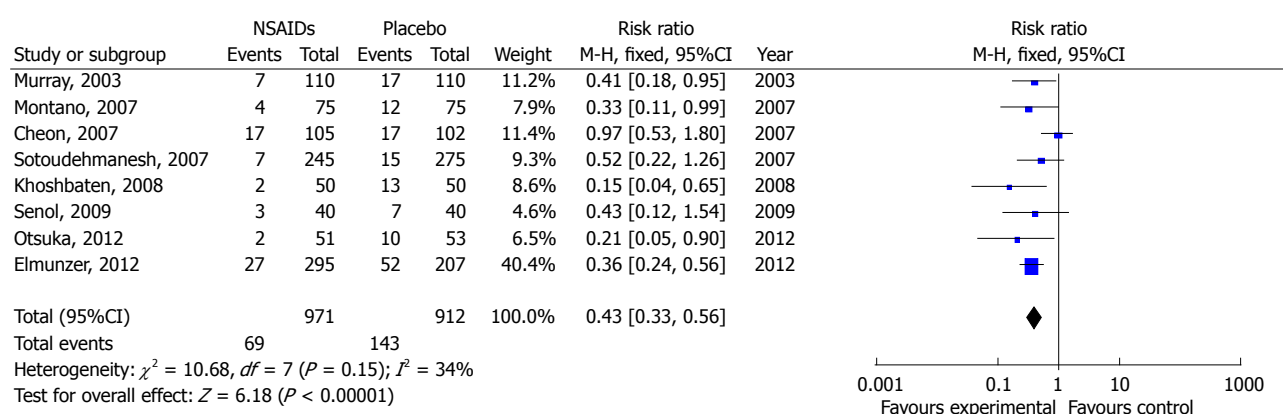 NSAIDs Placebo Risk ratio Risk ratio
Study or subgroup Events Total Events Total Weight M-H, fixed, 95%CI Year M-H, fixed, 95%CI
Murray, 2003 7 110 17 110 11.2% 0.41 [0.18, 0.95] 2003
Montano, 2007 4 75 12 75 7.9% 0.33 [0.11, 0.99] 2007
Cheon, 2007 17 105 17 102 11.4% 0.97 [0.53, 1.80] 2007
Sotoudehmanesh, 2007 7 245 15 275 9.3% 0.52 [0.22, 1.26] 2007
Khoshbaten, 2008 2 50 13 50 8.6% 0.15 [0.04, 0.65] 2008
Senol, 2009 3 40 7 40 4.6% 0.43 [0.12, 1.54] 2009
Otsuka, 2012 2 51 10 53 6.5% 0.21 [0.05, 0.90] 2012
Elmunzer, 2012 27 295 52 207 40.4% 0.36 [0.24, 0.56] 2012
Total (95%CI) 971 912 100.0% 0.43 [0.33, 0.56]
Total events 69 143
Heterogeneity: χ² = 10.68, df = 7 (P = 0.15); I² = 34%
Test for overall effect: Z = 6.18 (P < 0.00001)
0.001 0.1 1 10 1000
Favours experimental Favours control